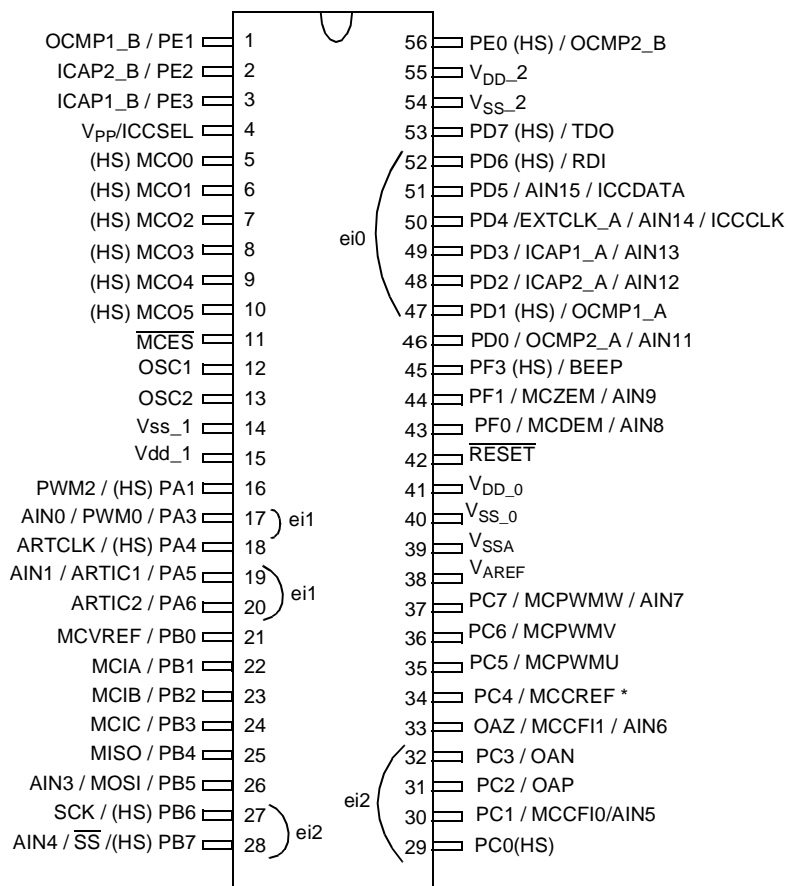 OCMP1_B / PE1 1
ICAP2_B / PE2 2
ICAP1_B / PE3 3
VPP/ICCSEL 4
(HS) MCO0 5
(HS) MCO1 6
(HS) MCO2 7
(HS) MCO3 8
(HS) MCO4 9
(HS) MCO5 10
MCES 11
OSC1 12
OSC2 13
Vss_1 14
Vdd_1 15
PWM2 / (HS) PA1 16
AIN0 / PWM0 / PA3 17
ei1
ARTCLK / (HS) PA4 18
AIN1 / ARTIC1 / PA5 19
ei1
ARTIC2 / PA6 20
MCVREF / PB0 21
MCIA / PB1 22
MCIB / PB2 23
MCIC / PB3 24
MISO / PB4 25
AIN3 / MOSI / PB5 26
SCK / (HS) PB6 27
ei2
AIN4 / SS /(HS) PB7 28
56 PE0 (HS) / OCMP2_B
55 VDD_2
54 VSS_2
53 PD7 (HS) / TDO
52 PD6 (HS) / RDI
51 PD5 / AIN15 / ICCDATA
50 PD4 /EXTCLK_A / AIN14 / ICCCLK
ei0
49 PD3 / ICAP1_A / AIN13
48 PD2 / ICAP2_A / AIN12
47 PD1 (HS) / OCMP1_A
46 PD0 / OCMP2_A / AIN11
45 PF3 (HS) / BEEP
44 PF1 / MCZEM / AIN9
43 PF0 / MCDEM / AIN8
42 RESET
41 VDD_0
40 VSS_0
39 VSSA
38 VAREF
37 PC7 / MCPWMW / AIN7
36 PC6 / MCPWMV
35 PC5 / MCPWMU
34 PC4 / MCCREF *
33 OAZ / MCCFI1 / AIN6
32 PC3 / OAN
31 PC2 / OAP
ei2
30 PC1 / MCCFI0/AIN5
29 PC0(HS)